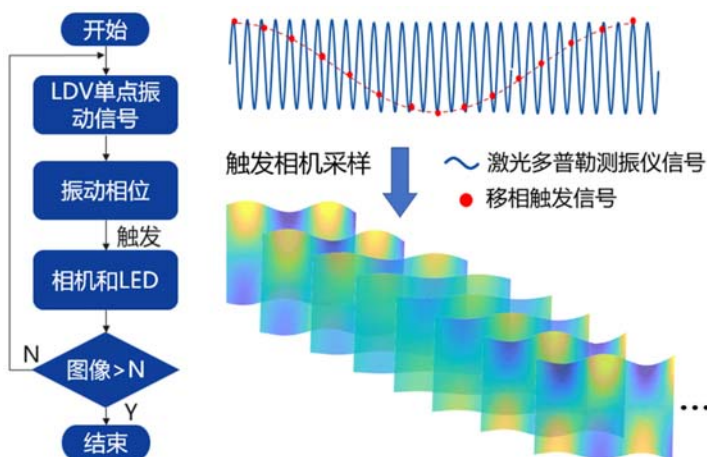 开始
LDV单点振
动信号
振动相位
触发
相机和LED
N
图像>N
Y
结束
触发相机采样
激光多普勒测振仪信号
移相触发信号
...